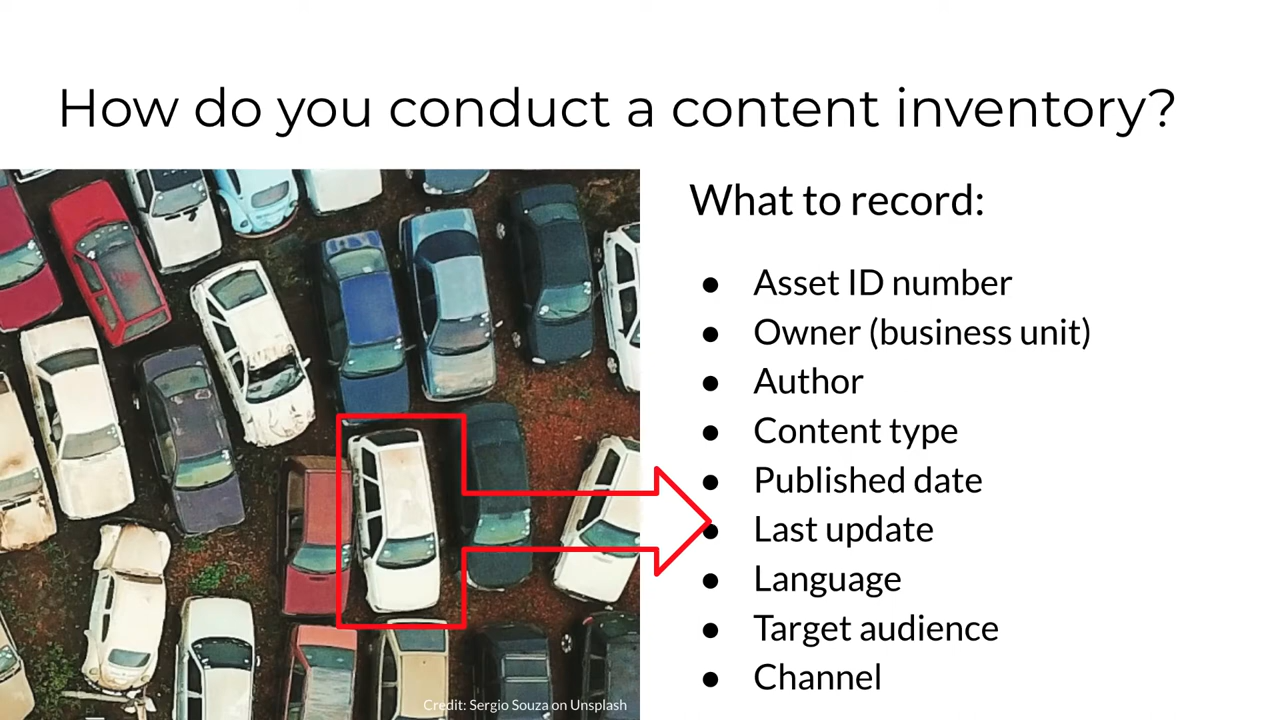 How do you conduct a content inventory?
What to record:
● Asset ID number
● Owner (business unit)
● Author
● Content type
● Published date
● Last update
● Language
● Target audience
● Channel
Credit: Sergio Souza on Unsplash